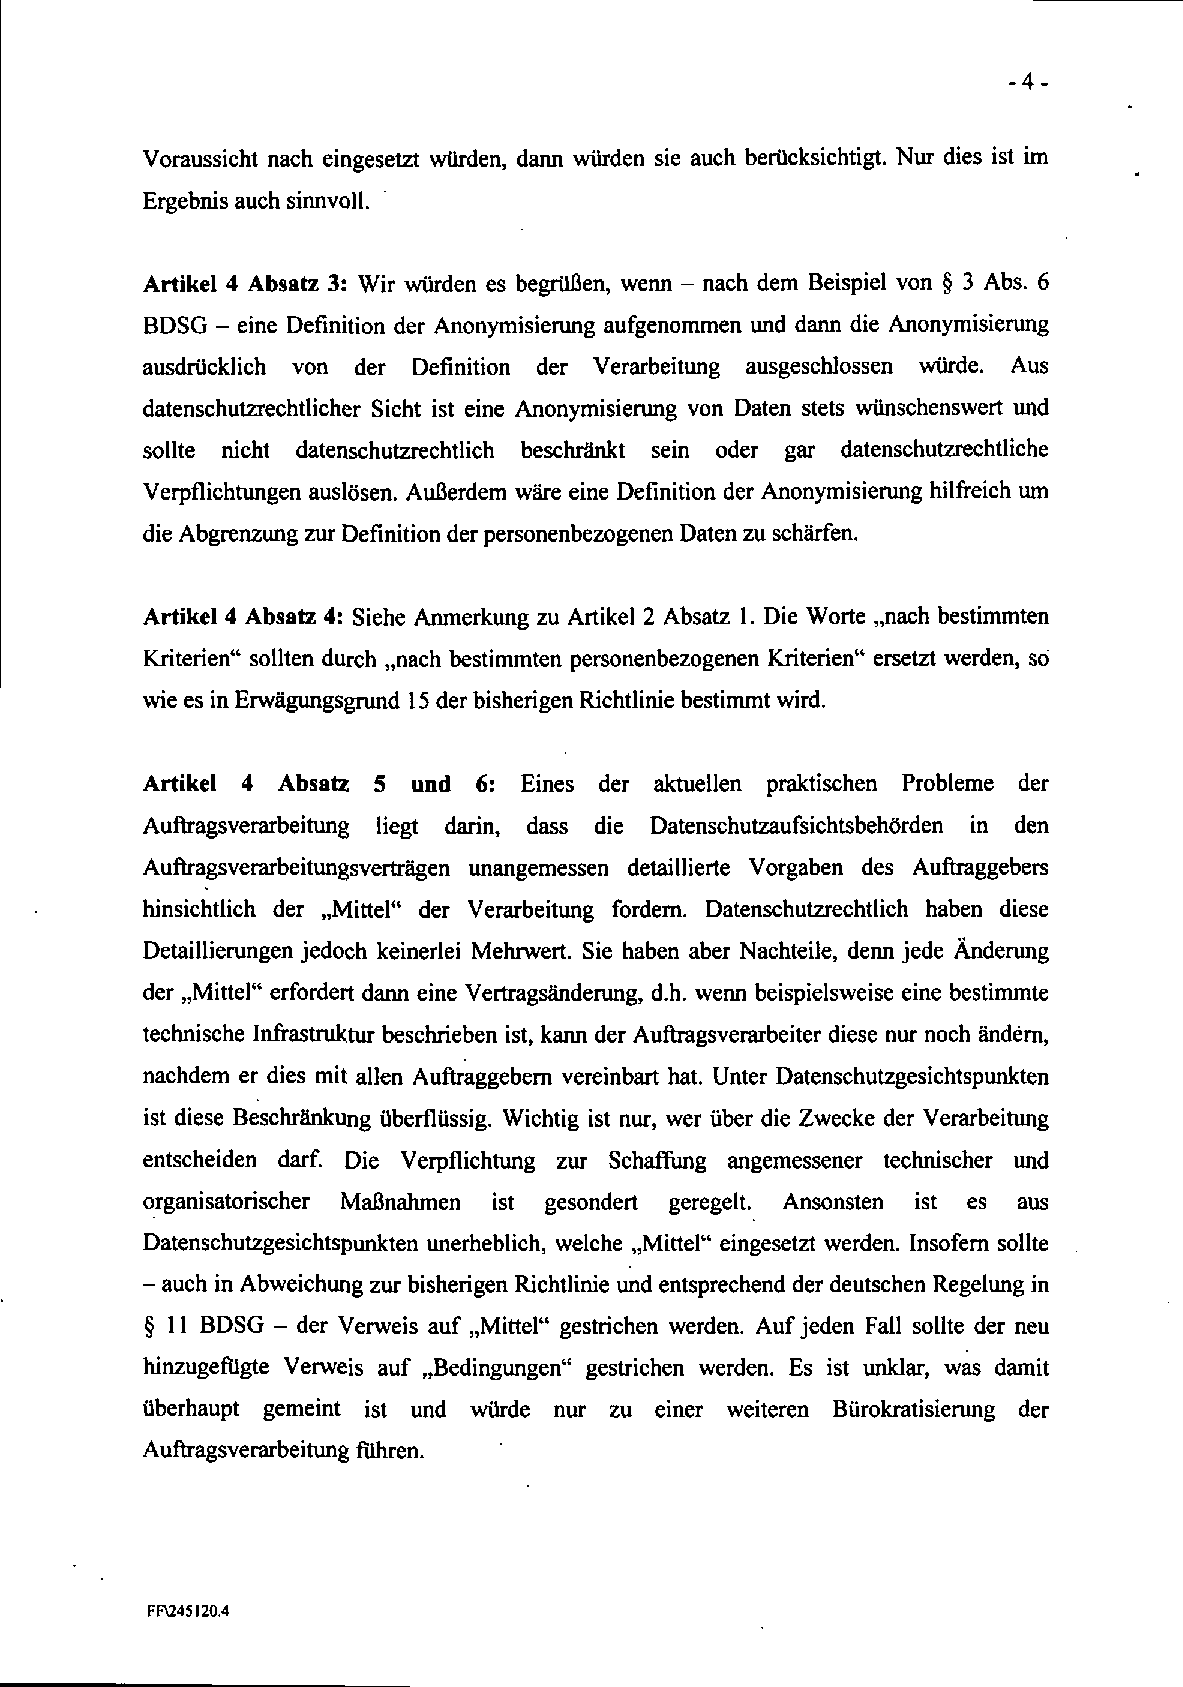 - 4 -
Voraussicht nach eingesetzt würden, dann würden sie auch berücksichtigt. Nur dies ist im
Ergebnis auch sinnvoll.
Artikel 4 Absatz 3: Wir würden es begrüßen, wenn – nach dem Beispiel von § 3 Abs. 6
BDSG – eine Definition der Anonymisierung aufgenommen und dann die Anonymisierung
ausdrücklich von der Definition der Verarbeitung ausgeschlossen würde. Aus
datenschutzrechtlicher Sicht ist eine Anonymisierung von Daten stets wünschenswert und
sollte nicht datenschutzrechtlich beschränkt sein oder gar datenschutzrechtliche
Verpflichtungen auslösen. Außerdem wäre eine Definition der Anonymisierung hilfreich um
die Abgrenzung zur Definition der personenbezogenen Daten zu schärfen.
Artikel 4 Absatz 4: Siehe Anmerkung zu Artikel 2 Absatz 1. Die Worte „nach bestimmten
Kriterien“ sollten durch „nach bestimmten personenbezogenen Kriterien“ ersetzt werden, so
wie es in Erwägungsgrund 15 der bisherigen Richtlinie bestimmt wird.
Artikel 4 Absatz 5 und 6: Eines der aktuellen praktischen Probleme der
Auftragsverarbeitung liegt darin, dass die Datenschutzaufsichtsbehörden in den
Auftragsverarbeitungsverträgen unangemessen detaillierte Vorgaben des Auftraggebers
hinsichtlich der „Mittel“ der Verarbeitung fordern. Datenschutzrechtlich haben diese
Detaillierungen jedoch keinerlei Mehrwert. Sie haben aber Nachteile, denn jede Änderung
der „Mittel“ erfordert dann eine Vertragsänderung, d.h. wenn beispielsweise eine bestimmte
technische Infrastruktur beschrieben ist, kann der Auftragsverarbeiter diese nur noch ändern,
nachdem er dies mit allen Auftraggebern vereinbart hat. Unter Datenschutzgesichtspunkten
ist diese Beschränkung überflüssig. Wichtig ist nur, wer über die Zwecke der Verarbeitung
entscheiden darf. Die Verpflichtung zur Schaffung angemessener technischer und
organisatorischer Maßnahmen ist gesondert geregelt. Ansonsten ist es aus
Datenschutzgesichtspunkten unerheblich, welche „Mittel“ eingesetzt werden. Insofern sollte
– auch in Abweichung zur bisherigen Richtlinie und entsprechend der deutschen Regelung in
§ 11 BDSG – der Verweis auf „Mittel“ gestrichen werden. Auf jeden Fall sollte der neu
hinzugefügte Verweis auf „Bedingungen“ gestrichen werden. Es ist unklar, was damit
überhaupt gemeint ist und würde nur zu einer weiteren Bürokratisierung der
Auftragsverarbeitung führen.
FF\245120.4